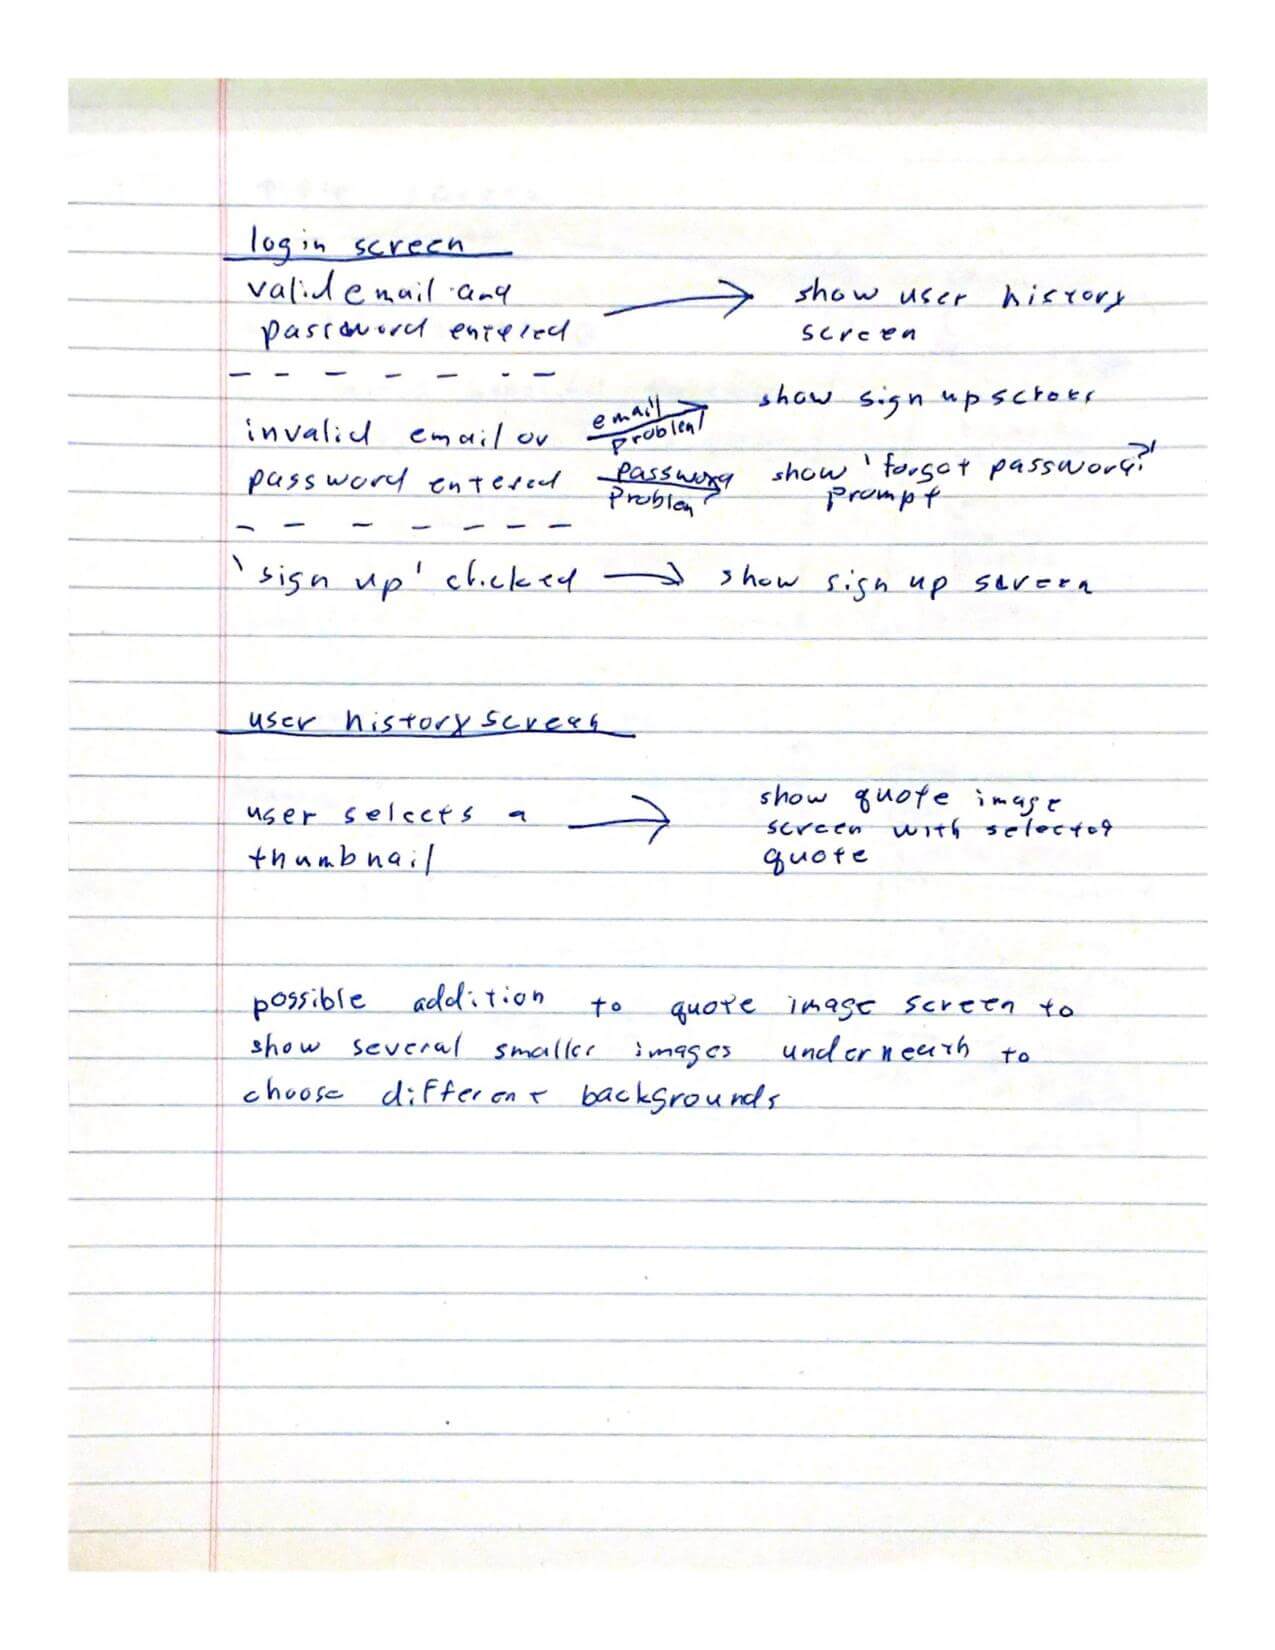 login screen
valid email and → show user history
password entered screen
- - - - - - -
invalid email or email problem → show sign up screen
password entered password problem → show 'forgot password?'
prompt
- - - - - - -
'sign up' clicked → show sign up screen
user history screen
user selects a → show quote image
thumbnail screen with selected
quote
possible addition to quote image screen to
show several smaller images underneath to
choose different backgrounds